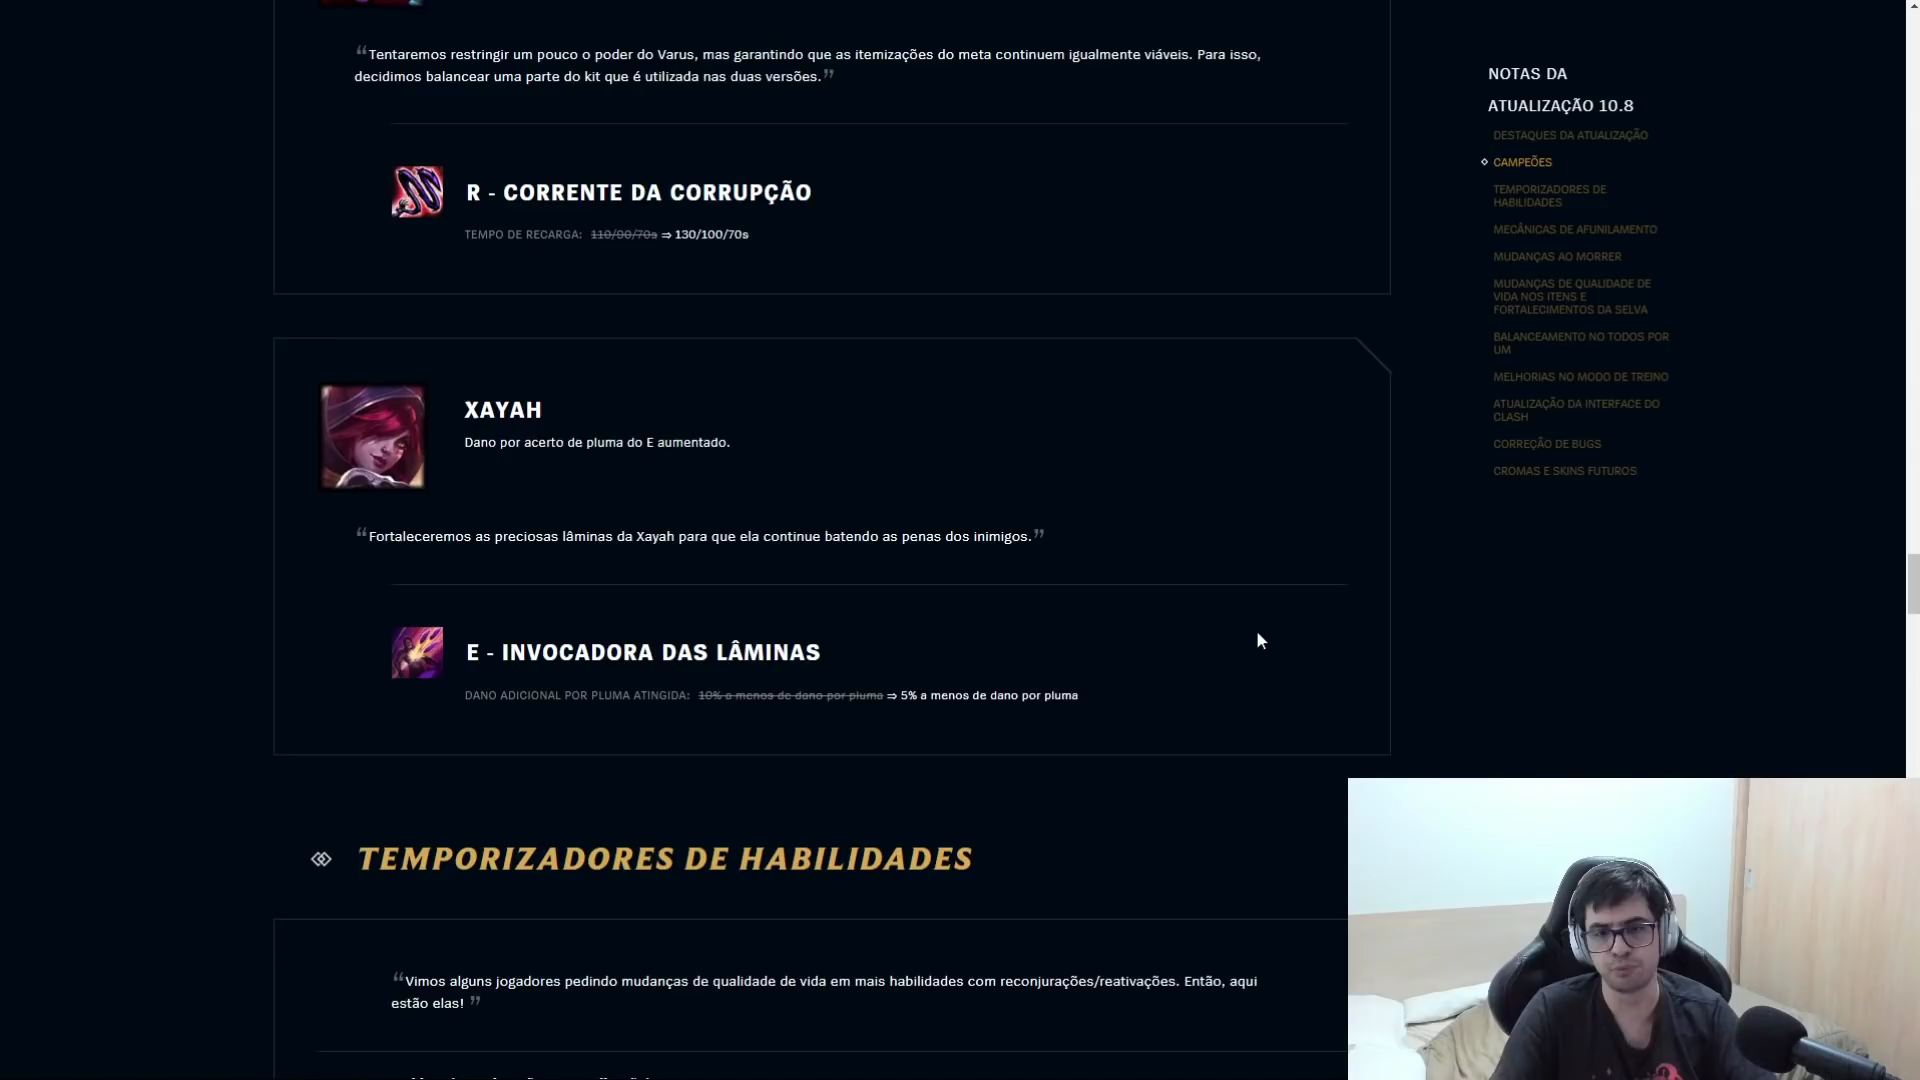 “Tentaremos restringir um pouco o poder do Varus, mas garantindo que as itemizações do meta continuem igualmente viáveis. Para isso,
decidimos balancear uma parte do kit que é utilizada nas duas versões.”
R - CORRENTE DA CORRUPÇÃO
TEMPO DE RECARGA: 110/90/70s ⇒ 130/100/70s
XAYAH
Dano por acerto de pluma do E aumentado.
“Fortaleceremos as preciosas lâminas da Xayah para que ela continue batendo as penas dos inimigos.”
E - INVOCADORA DAS LÂMINAS
DANO ADICIONAL POR PLUMA ATINGIDA: 10% a menos de dano por pluma ⇒ 5% a menos de dano por pluma
TEMPORIZADORES DE HABILIDADES
“Vimos alguns jogadores pedindo mudanças de qualidade de vida em mais habilidades com reconjurações/reativações. Então, aqui
estão elas! ”
NOTAS DA
ATUALIZAÇÃO 10.8
DESTAQUES DA ATUALIZAÇÃO
CAMPEÕES
TEMPORIZADORES DE
HABILIDADES
MECÂNICAS DE AFUNILAMENTO
MUDANÇAS AO MORRER
MUDANÇAS DE QUALIDADE DE
VIDA NOS ITENS E
FORTALECIMENTOS DA SELVA
BALANCEAMENTO NO TODOS POR
UM
MELHORIAS NO MODO DE TREINO
ATUALIZAÇÃO DA INTERFACE DO
CLASH
CORREÇÃO DE BUGS
CROMAS E SKINS FUTUROS